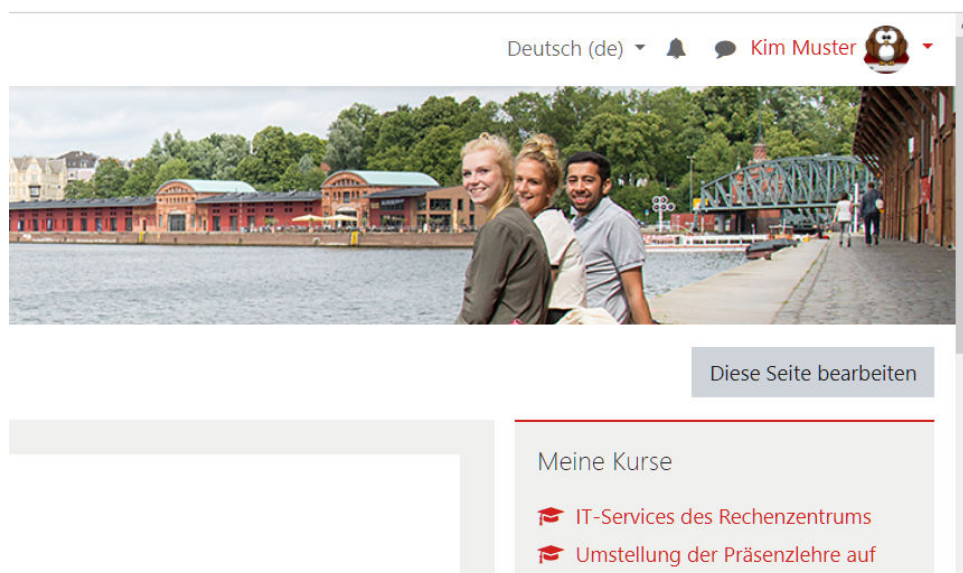 Deutsch (de) Kim Muster
Diese Seite bearbeiten
Meine Kurse
IT-Services des Rechenzentrums
Umstellung der Präsenzlehre auf